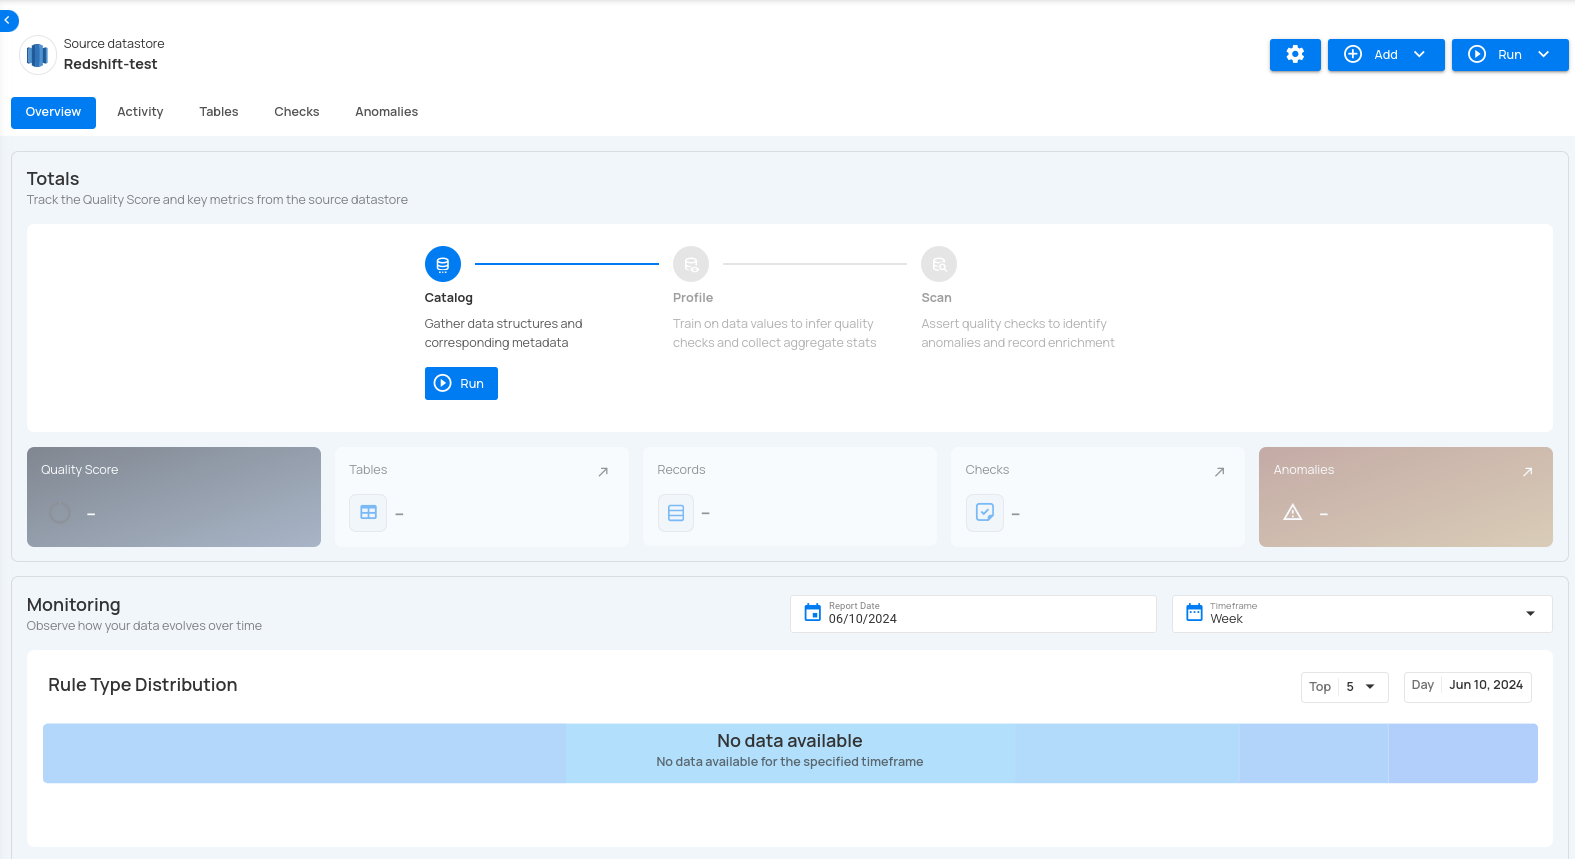 Source datastore
Redshift-test
Add
Run
Overview
Activity
Tables
Checks
Anomalies
Totals
Track the Quality Score and key metrics from the source datastore
Catalog
Gather data structures and
corresponding metadata
Run
Profile
Train on data values to infer quality
checks and collect aggregate stats
Scan
Assert quality checks to identify
anomalies and record enrichment
Quality Score
–
Tables
–
Records
–
Checks
–
Anomalies
–
Monitoring
Observe how your data evolves over time
Report Date
06/10/2024
Timeframe
Week
Rule Type Distribution
Top 5
Day Jun 10, 2024
No data available
No data available for the specified timeframe